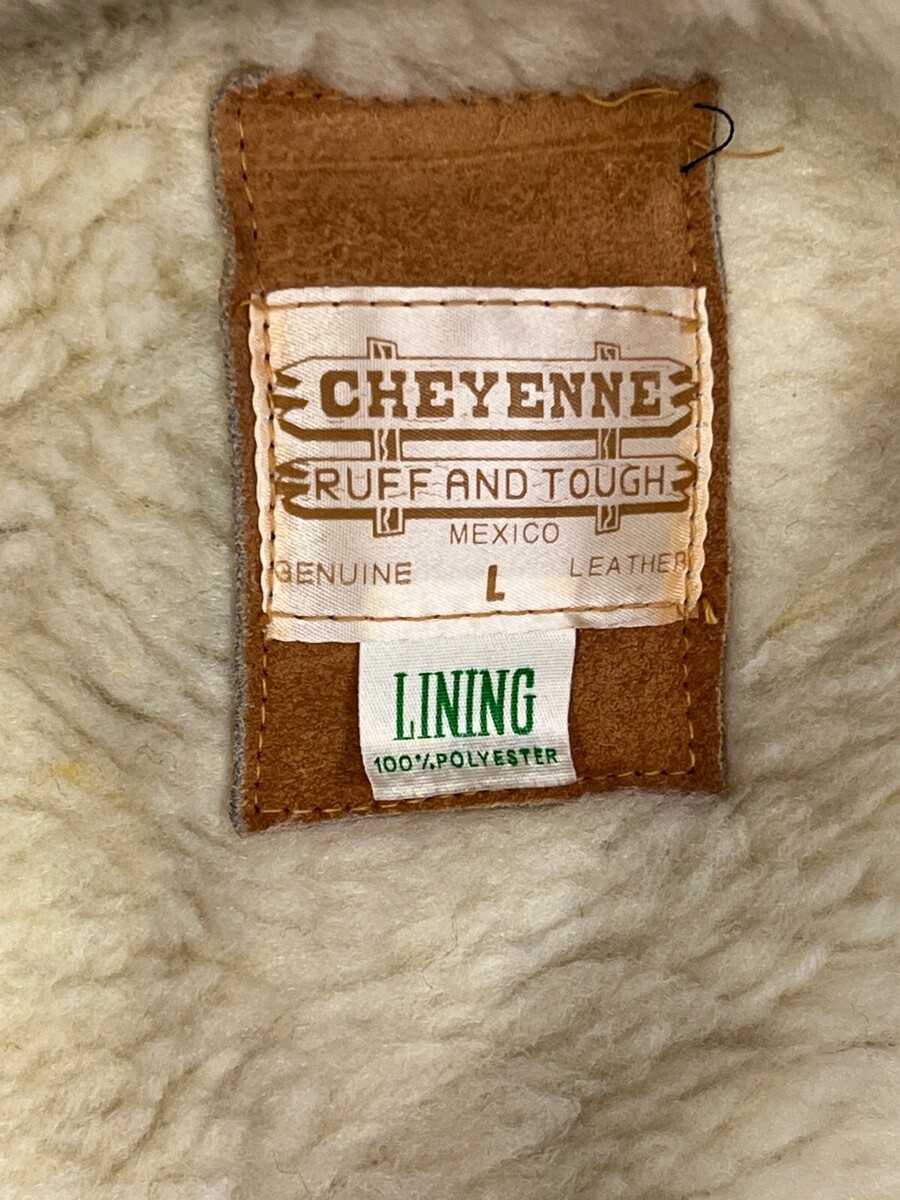 CHEYENNE
RUFF AND TOUGH
MEXICO
GENUINE L LEATHER
LINING
100% POLYESTER